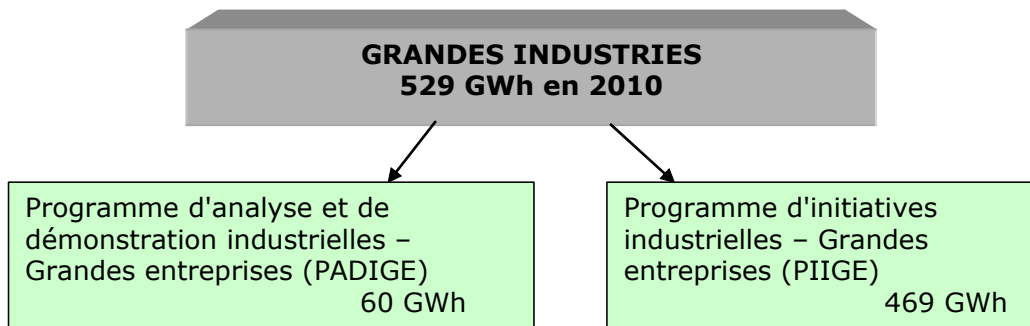 GRANDES INDUSTRIES
529 GWh en 2010
Programme d'analyse et de
démonstration industrielles –
Grandes entreprises (PADIGE)
60 GWh
Programme d'initiatives
industrielles – Grandes
entreprises (PIIGE)
469 GWh